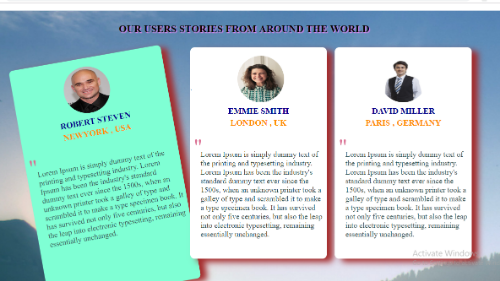 OUR USERS STORIES FROM AROUND THE WORLD
ROBERT STEVEN
NEWYORK , USA
"
Lorem Ipsum is simply dummy text of the
printing and typesetting industry. Lorem
Ipsum has been the industry's standard
dummy text ever since the 1500s, when an
unknown printer took a galley of type and
scrambled it to make a type specimen book. It
has survived not only five centuries, but also
the leap into electronic typesetting, remaining
essentially unchanged.
EMMIE SMITH
LONDON , UK
"
Lorem Ipsum is simply dummy text of the
printing and typesetting industry. Lorem
Ipsum has been the industry's standard
dummy text ever since the
1500s, when an unknown printer took a
galley of type and scrambled it to make a
type specimen book. It has survived
not only five centuries, but also the leap
into electronic typesetting, remaining
essentially unchanged.
DAVID MILLER
PARIS , GERMANY
"
Lorem Ipsum is simply dummy text of the
printing and typesetting industry. Lorem
Ipsum has been the industry's
standard dummy text ever since the
1500s, when an unknown printer took a
galley of type and scrambled it to make a
type specimen book. It has survived
not only five centuries, but also the leap
into electronic typesetting, remaining
essentially unchanged.
Activate Window